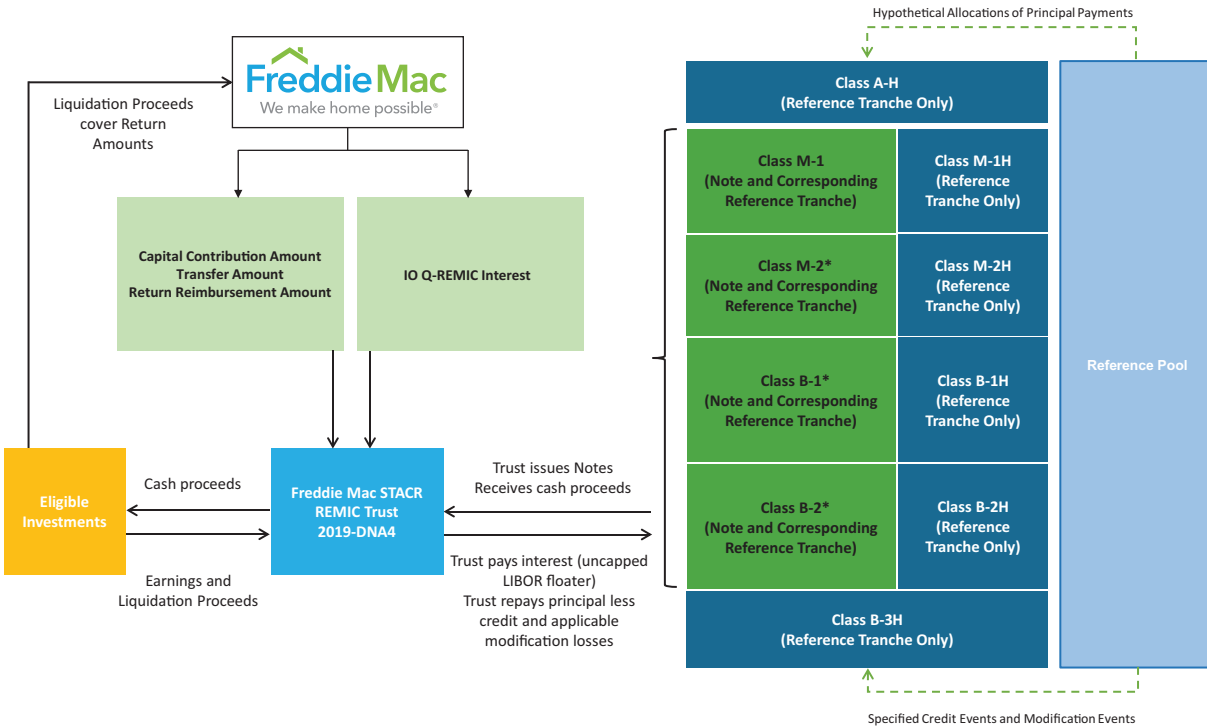 Hypothetical Allocations of Principal Payments
Freddie Mac
We make home possible®
Liquidation Proceeds
cover Return
Amounts
Capital Contribution Amount
Transfer Amount
Return Reimbursement Amount
IO Q-REMIC Interest
Eligible
Investments
Cash proceeds
Earnings and
Liquidation Proceeds
Freddie Mac STACR
REMIC Trust
2019-DNA4
Trust issues Notes
Receives cash proceeds
Trust pays interest (uncapped
LIBOR floater)
Trust repays principal less
credit and applicable
modification losses
Class A-H
(Reference Tranche Only)
Class M-1
(Note and Corresponding
Reference Tranche)
Class M-1H
(Reference
Tranche Only)
Class M-2*
(Note and Corresponding
Reference Tranche)
Class M-2H
(Reference
Tranche Only)
Class B-1*
(Note and Corresponding
Reference Tranche)
Class B-1H
(Reference
Tranche Only)
Class B-2*
(Note and Corresponding
Reference Tranche)
Class B-2H
(Reference
Tranche Only)
Class B-3H
(Reference Tranche Only)
Reference Pool
Specified Credit Events and Modification Events